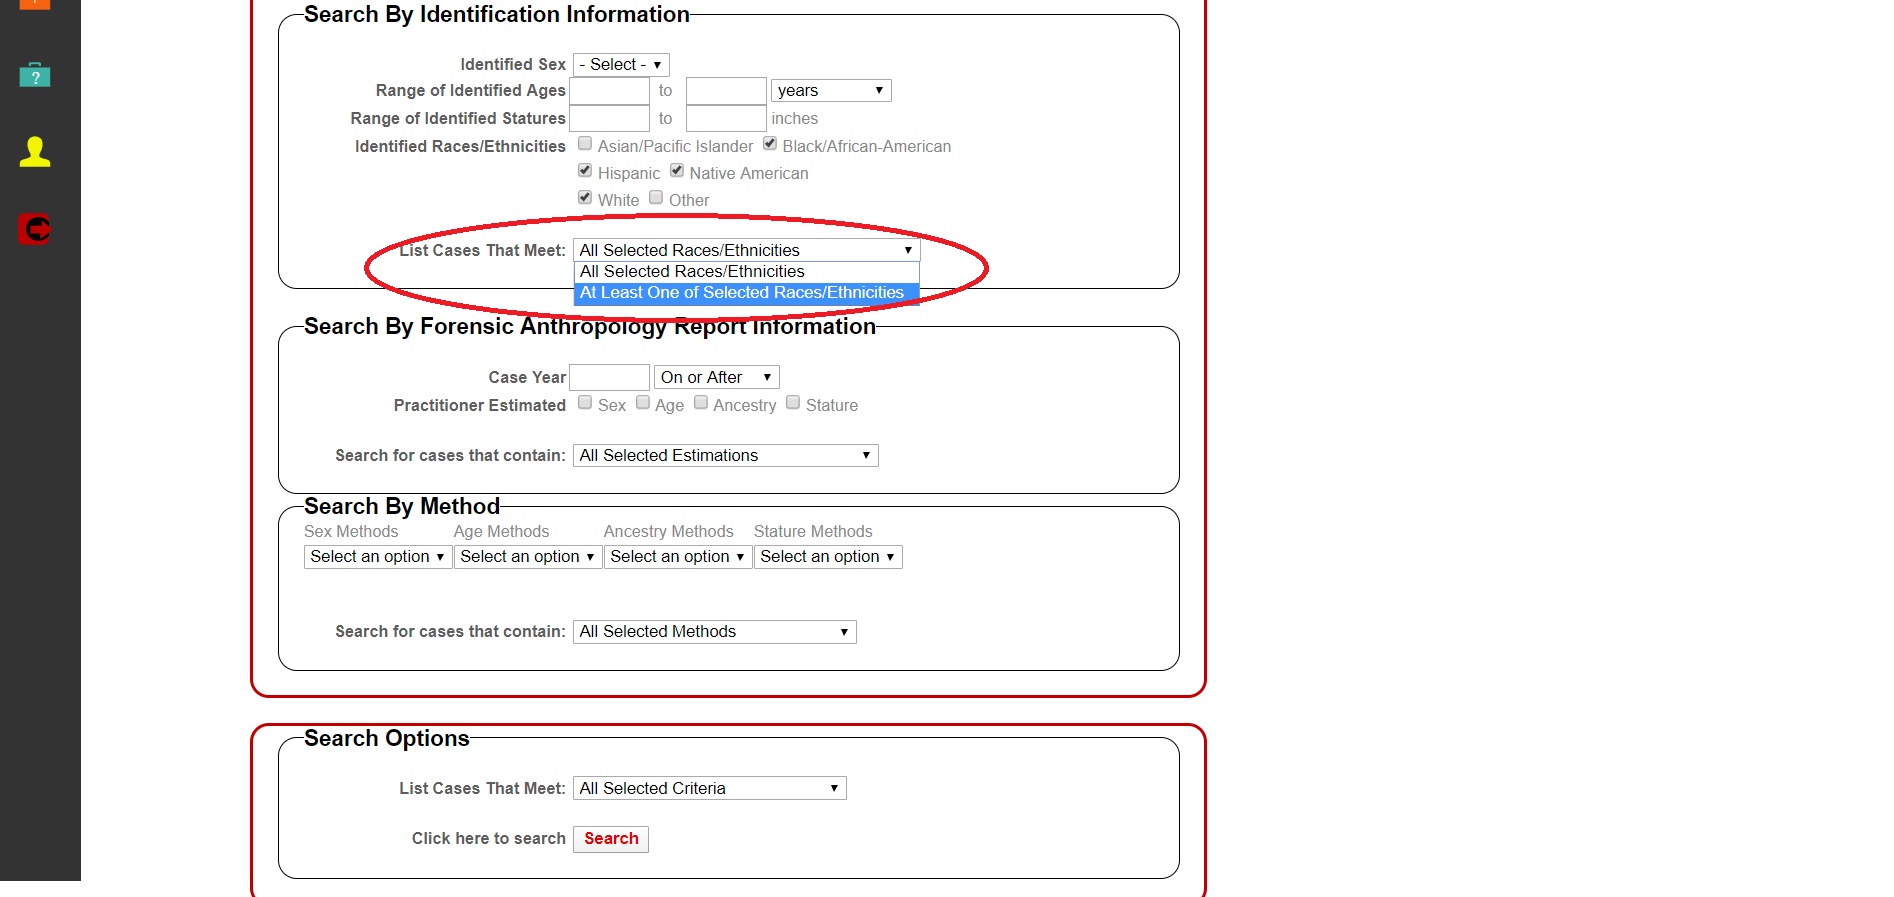 Search By Identification Information
?
Identified Sex - Select -
Range of Identified Ages to years
Range of Identified Statures to inches
Identified Races/Ethnicities Asian/Pacific Islander Black/African-American
Hispanic Native American
White Other
List Cases That Meet: All Selected Races/Ethnicities
All Selected Races/Ethnicities
At Least One of Selected Races/Ethnicities
Search By Forensic Anthropology Report Information
Case Year On or After
Practitioner Estimated Sex Age Ancestry Stature
Search for cases that contain: All Selected Estimations
Search By Method
Sex Methods Age Methods Ancestry Methods Stature Methods
Select an option Select an option Select an option Select an option
Search for cases that contain: All Selected Methods
Search Options
List Cases That Meet: All Selected Criteria
Click here to search Search